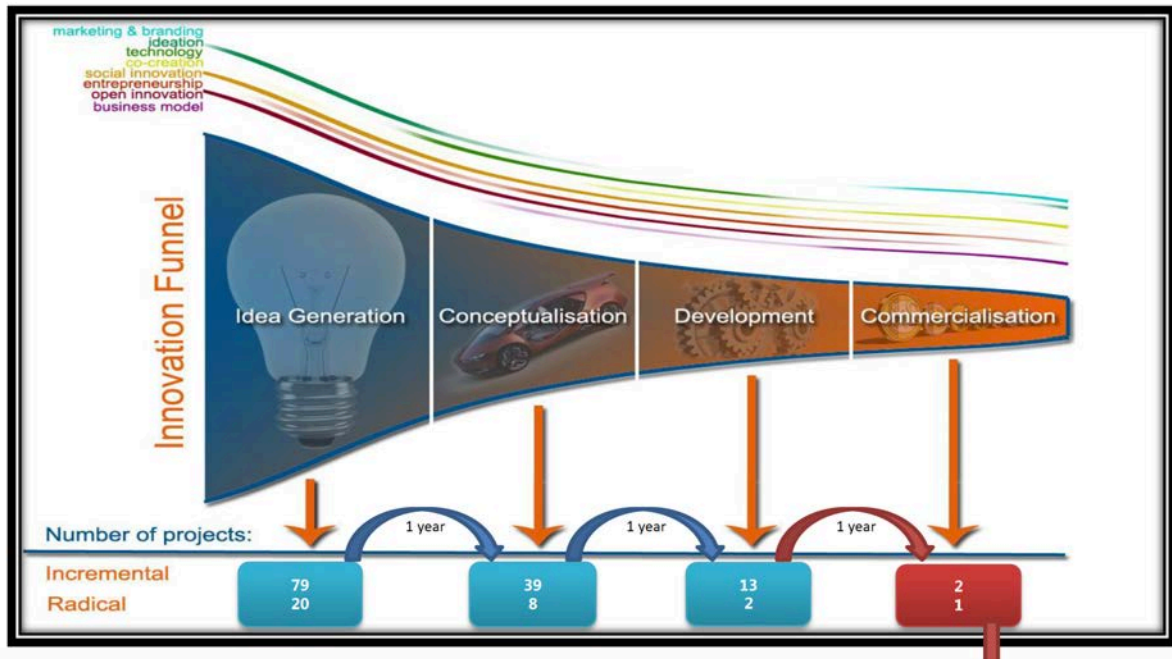 marketing & branding
ideation
technology
co-creation
social innovation
entrepreneurship
open innovation
business model
Innovation Funnel
Idea Generation
Conceptualisation
Development
Commercialisation
Number of projects:
1 year
1 year
1 year
Incremental
79
39
13
2
Radical
20
8
2
1